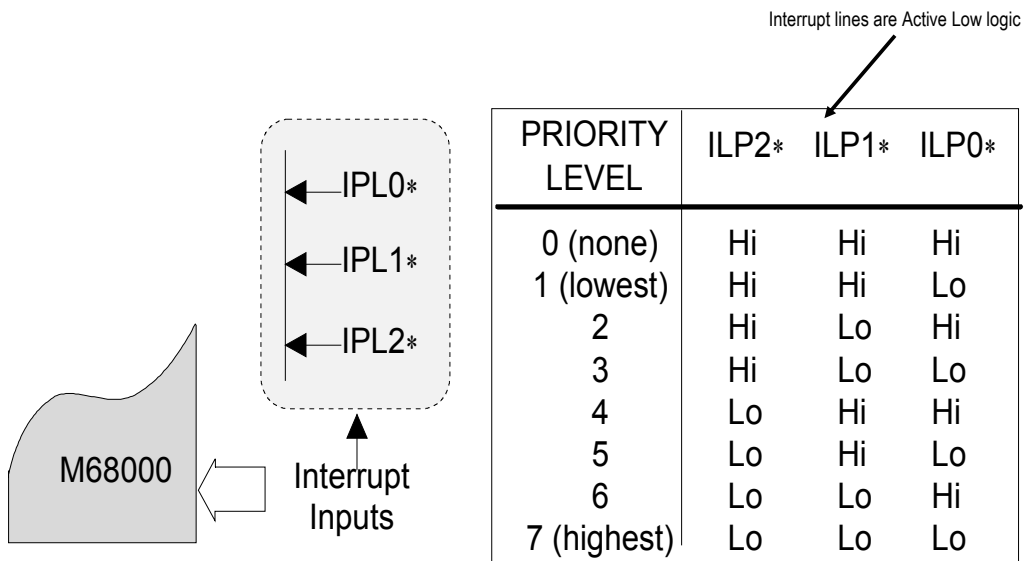 Interrupt lines are Active Low logic
IPL0*
IPL1*
IPL2*
M68000
Interrupt
Inputs
PRIORITY LEVEL ILP2* ILP1* ILP0*
0 (none) Hi Hi Hi
1 (lowest) Hi Hi Lo
2 Hi Lo Hi
3 Hi Lo Lo
4 Lo Hi Hi
5 Lo Hi Lo
6 Lo Lo Hi
7 (highest) Lo Lo Lo